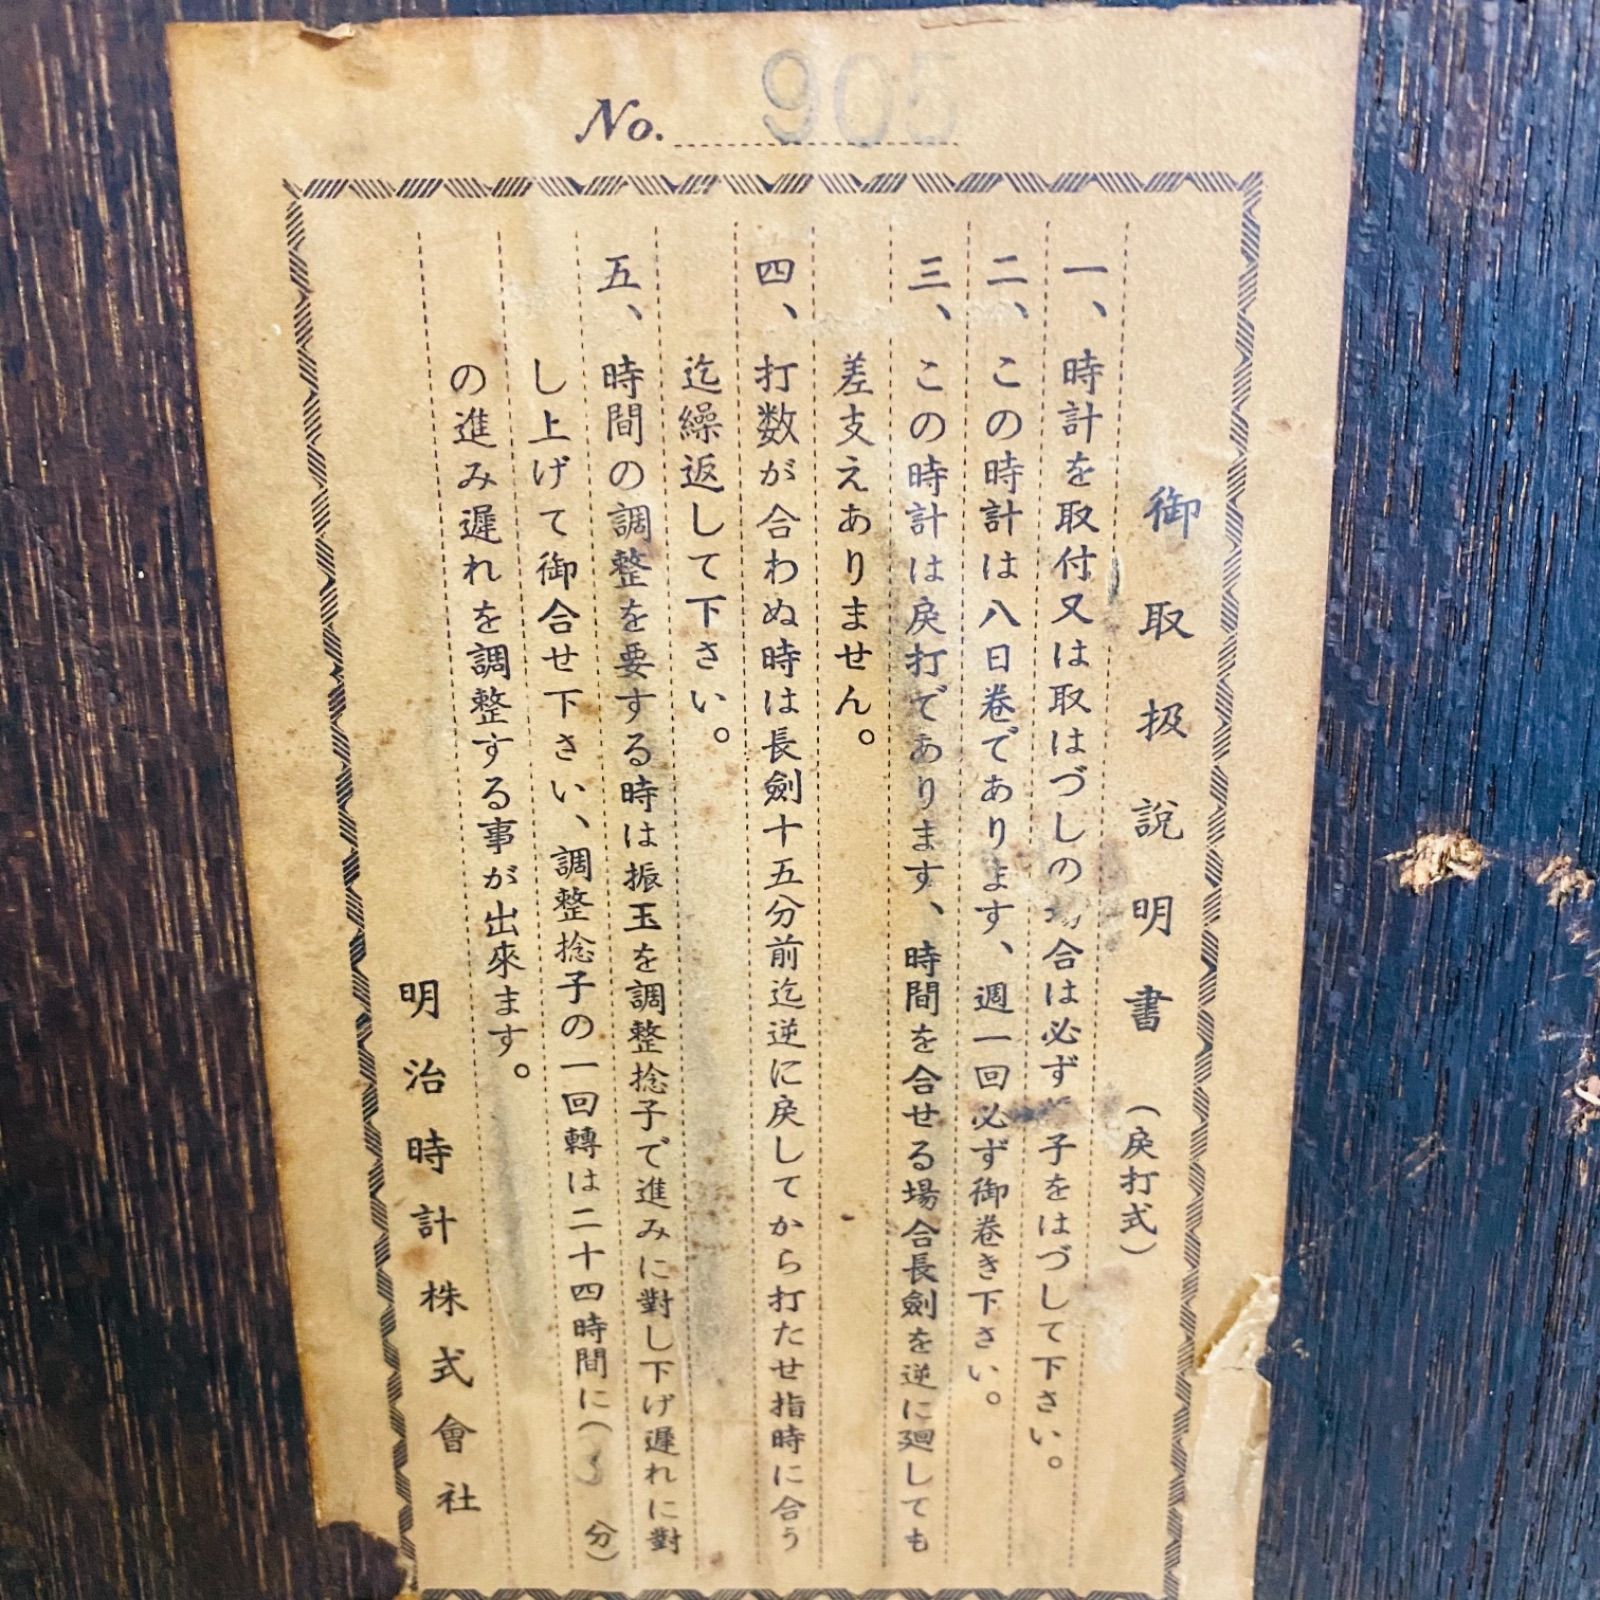 No. 905
御取扱説明書（戾打式）
一、時計を取付又は取はづしの場合は必ず 子をはづして下さい。
二、この時計は八日巻であります、週一回必ず御巻き下さい。
三、この時計は戾打であります、時間を合せる場合長劍を逆に廻しても
差支えありません。
四、打数が合わぬ時は長劍十五分前迄逆に戾してから打たせ指時に合う
迄繰返して下さい。
五、時間の調整を要する時は振玉を調整捻子で進みに對し下げ遅れに對
し上げて御合せ下さい、調整捻子の一回轉は二十四時間に（3分）
の進み遅れを調整する事が出來ます。
明治時計株式會社